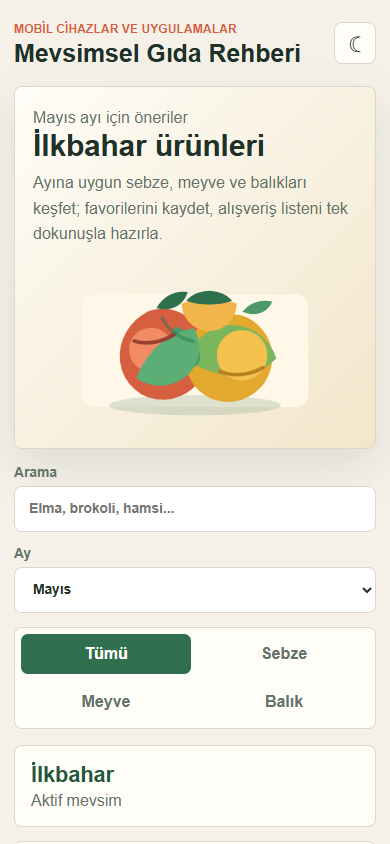 MOBİL CİHAZLAR VE UYGULAMALAR
Mevsimsel Gıda Rehberi
Mayıs ayı için öneriler
İlkbahar ürünleri
Ayına uygun sebze, meyve ve balıkları
keşfet; favorilerini kaydet, alışveriş listeni tek
dokunuşla hazırla.
Arama
Elma, brokoli, hamsi...
Ay
Mayıs
Tümü
Sebze
Meyve
Balık
İlkbahar
Aktif mevsim